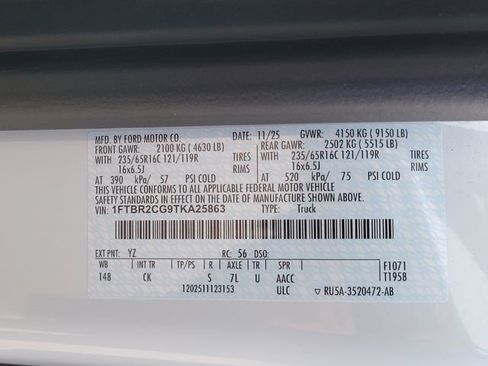 MFD. BY FORD MOTOR CO. DATE: 11/25 GVWR: 4150 KG ( 9150 LB)
FRONT GAWR: 2100 KG ( 4630 LB) REAR GAWR: 2502 KG ( 5515 LB)
WITH 235/65R16C 121/119R TIRES WITH 235/65R16C 121/119R TIRES
16x6.5J RIMS 16x6.5J RIMS
AT 390 kPa/ 57 PSI COLD AT 520 kPa/ 75 PSI COLD
THIS VEHICLE CONFORMS TO ALL APPLICABLE FEDERAL MOTOR VEHICLE
SAFETY STANDARDS IN EFFECT ON THE DATE OF MANUFACTURE SHOWN ABOVE.
VIN: 1FTBR2CG9TKA25863 TYPE: Truck
EXT PNT: YZ RC: 56 DSO:
WB INT TR TP/PS R AXLE TR SPR F1071
148 CK S 7L U AACC T1958
1202511123153 ULC ▽ RU5A-3520472-AB